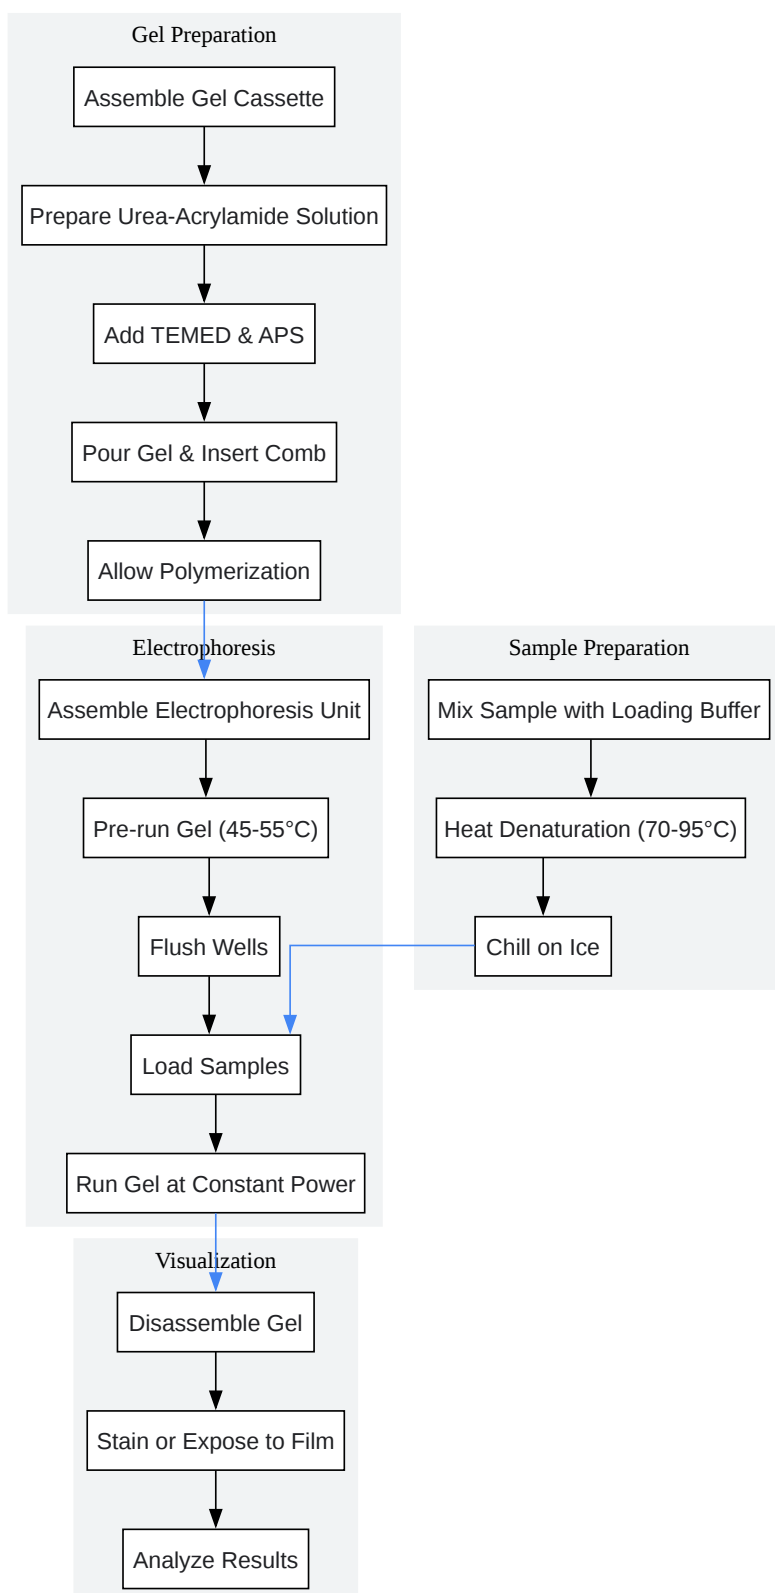 Gel Preparation
Assemble Gel Cassette
Prepare Urea-Acrylamide Solution
Add TEMED & APS
Pour Gel & Insert Comb
Allow Polymerization
Electrophoresis
Assemble Electrophoresis Unit
Pre-run Gel (45-55°C)
Flush Wells
Load Samples
Run Gel at Constant Power
Sample Preparation
Mix Sample with Loading Buffer
Heat Denaturation (70-95°C)
Chill on Ice
Visualization
Disassemble Gel
Stain or Expose to Film
Analyze Results